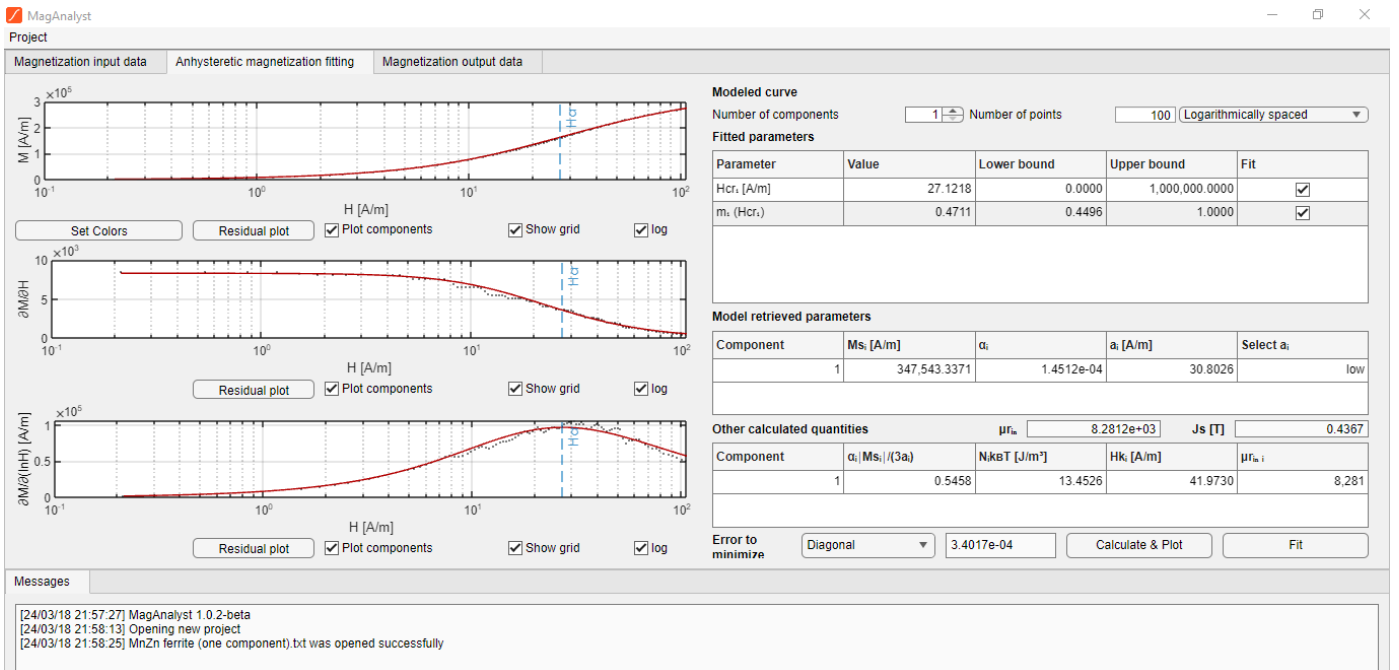 MagAnalyst
Project
Magnetization input data Anhysteretic magnetization fitting Magnetization output data
×10⁵
3
2
1
0
M [A/m]
Hcr
10⁻¹ 10⁰ 10¹ 10²
H [A/m]
Set Colors Residual plot Plot components Show grid log
×10³
10
5
0
∂M/∂H
Hcr
10⁻¹ 10⁰ 10¹ 10²
H [A/m]
Residual plot Plot components Show grid log
×10⁵
1
0.5
0
∂M/∂(lnH) [A/m]
Hcr
10⁻¹ 10⁰ 10¹ 10²
H [A/m]
Residual plot Plot components Show grid log
Modeled curve
Number of components 1 Number of points 100 Logarithmically spaced
Fitted parameters
Parameter Value Lower bound Upper bound Fit
Hcr₁ [A/m] 27.1218 0.0000 1,000,000.0000
m₁ (Hcr₁) 0.4711 0.4496 1.0000
Model retrieved parameters
Component Msᵢ [A/m] αᵢ aᵢ [A/m] Select aᵢ
1 347,543.3371 1.4512e-04 30.8026 low
Other calculated quantities μrᵢₙ 8.2812e+03 Js [T] 0.4367
Component αᵢ|Msᵢ|/(3aᵢ) NᵢkʙT [J/m³] Hkᵢ [A/m] μrᵢₙ ᵢ
1 0.5458 13.4526 41.9730 8,281
Error to
minimize Diagonal 3.4017e-04 Calculate & Plot Fit
Messages
[24/03/18 21:57:27] MagAnalyst 1.0.2-beta
[24/03/18 21:58:13] Opening new project
[24/03/18 21:58:25] MnZn ferrite (one component).txt was opened successfully